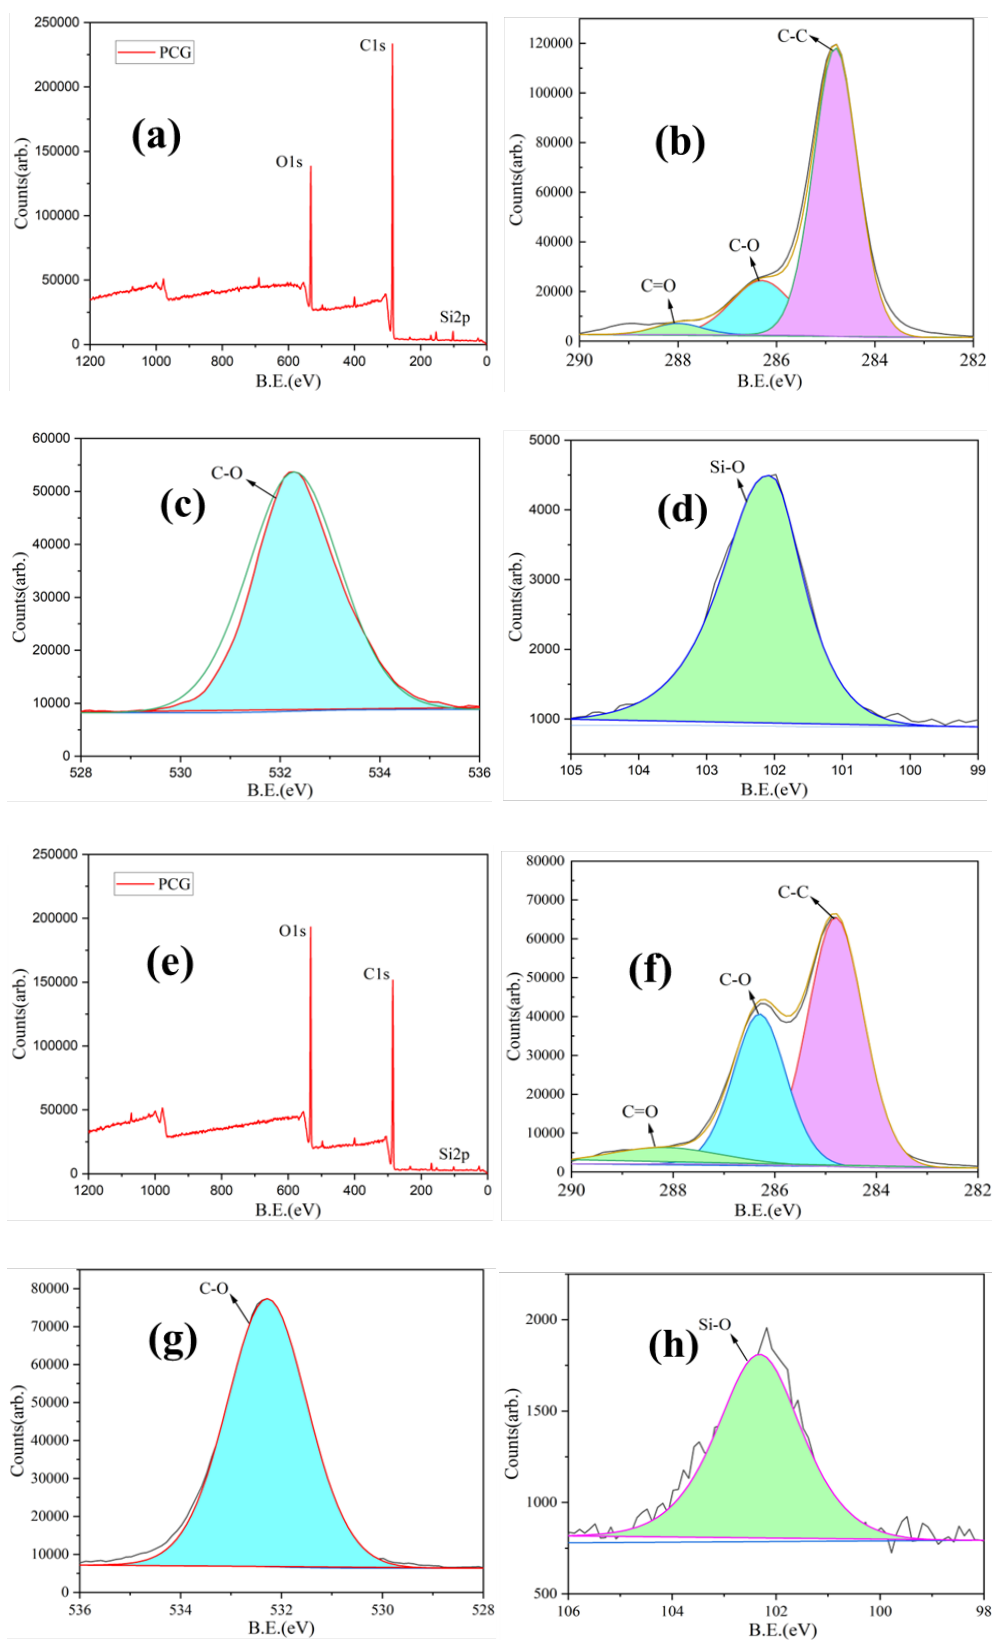 250000
200000
150000
100000
50000
0
Counts(arb.)
PCG
(a)
C1s
O1s
Si2p
1200 1000 800 600 400 200 0
B.E.(eV)
120000
100000
80000
60000
40000
20000
0
Counts(arb.)
C-C
(b)
C-O
C=O
290 288 286 284 282
B.E.(eV)
60000
50000
40000
30000
20000
10000
0
Counts(arb.)
C-O
(c)
528 530 532 534 536
B.E.(eV)
5000
4000
3000
2000
1000
Counts(arb.)
Si-O
(d)
105 104 103 102 101 100 99
B.E.(eV)
250000
200000
150000
100000
50000
0
Counts(arb.)
PCG
(e)
O1s
C1s
Si2p
1200 1000 800 600 400 200 0
B.E.(eV)
80000
70000
60000
50000
40000
30000
20000
10000
0
Counts(arb.)
C-C
(f)
C-O
C=O
290 288 286 284 282
B.E.(eV)
80000
70000
60000
50000
40000
30000
20000
10000
0
Counts(arb.)
C-O
(g)
536 534 532 530 528
B.E.(eV)
2000
1500
1000
500
Counts(arb.)
Si-O
(h)
106 104 102 100 98
B.E.(eV)